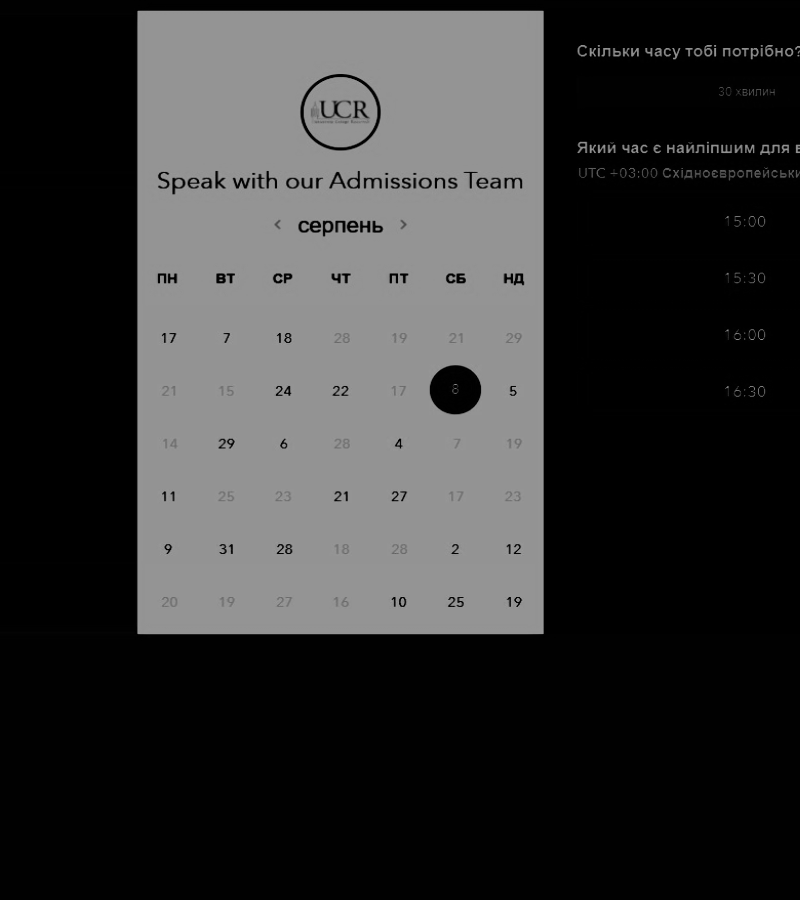 UCR
Speak with our Admissions Team
серпень
ПН ВТ СР ЧТ ПТ СБ НД
17 7 18 28 19 21 29
21 15 24 22 17 8 5
14 29 6 28 4 7 19
11 25 23 21 27 17 23
9 31 28 18 28 2 12
20 19 27 16 10 25 19
Скільки часу тобі потрібно?
30 хвилин
Який час є найліпшим для
UTC +03:00
15:00
15:30
16:00
16:30